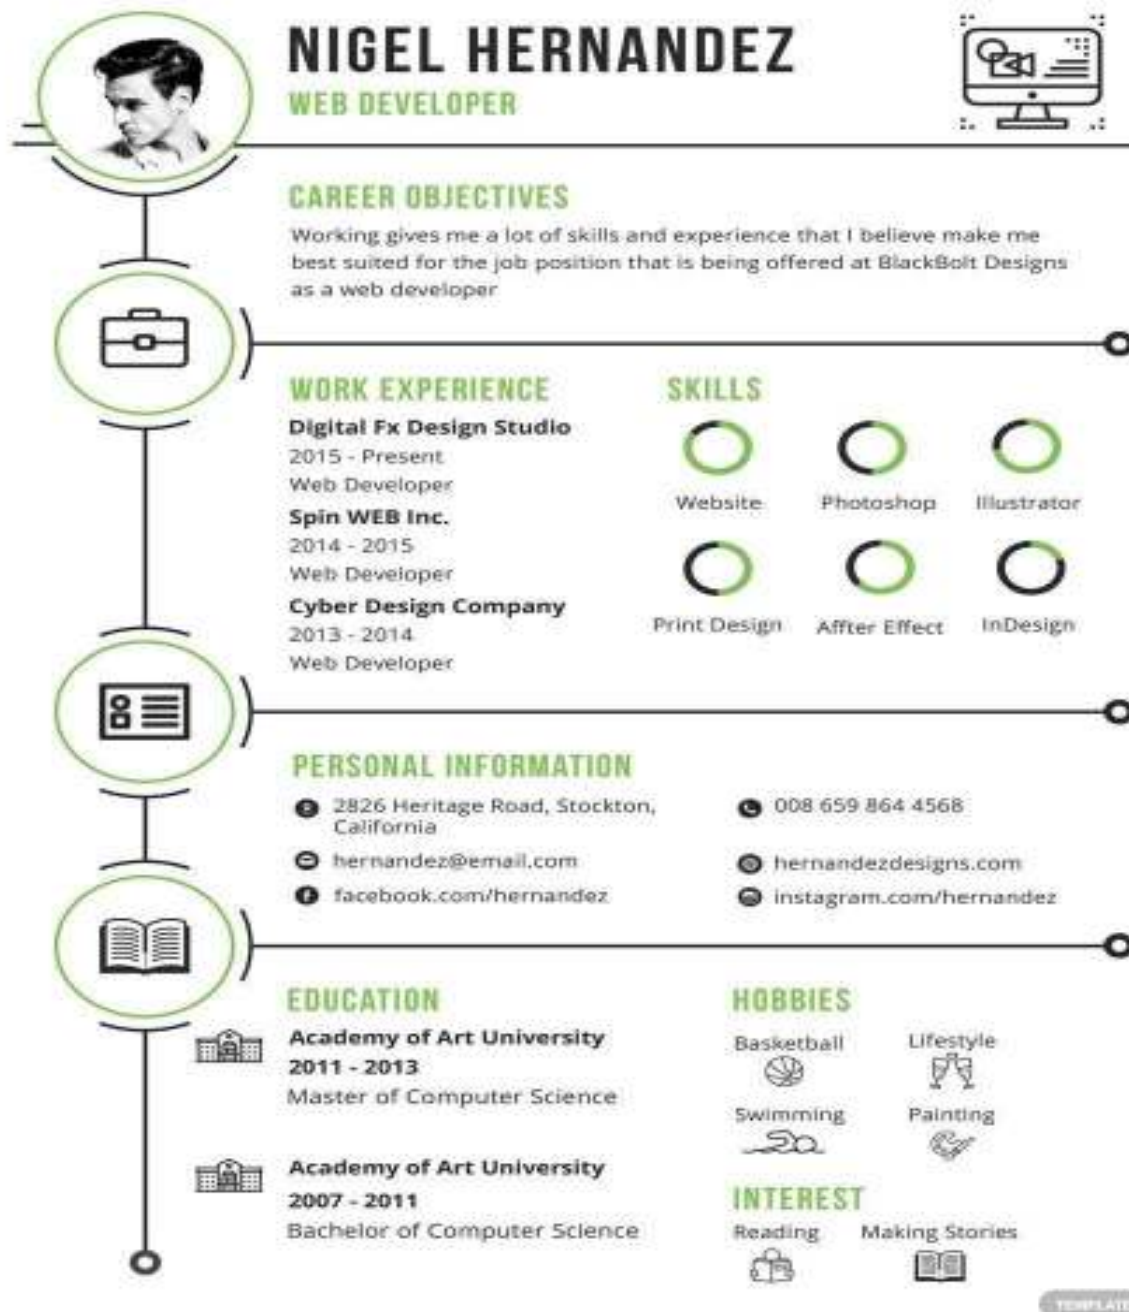 NIGEL HERNANDEZ
WEB DEVELOPER
CAREER OBJECTIVES
Working gives me a lot of skills and experience that I believe make me
best suited for the job position that is being offered at BlackBolt Designs
as a web developer
WORK EXPERIENCE
Digital Fx Design Studio
2015 - Present
Web Developer
Spin WEB Inc.
2014 - 2015
Web Developer
Cyber Design Company
2013 - 2014
Web Developer
SKILLS
Website
Photoshop
Illustrator
Print Design
Affter Effect
InDesign
PERSONAL INFORMATION
2826 Heritage Road, Stockton,
California
hernandez@email.com
facebook.com/hernandez
008 659 864 4568
hernandezdesigns.com
instagram.com/hernandez
EDUCATION
Academy of Art University
2011 - 2013
Master of Computer Science
Academy of Art University
2007 - 2011
Bachelor of Computer Science
HOBBIES
Basketball
Lifestyle
Swimming
Painting
INTEREST
Reading
Making Stories